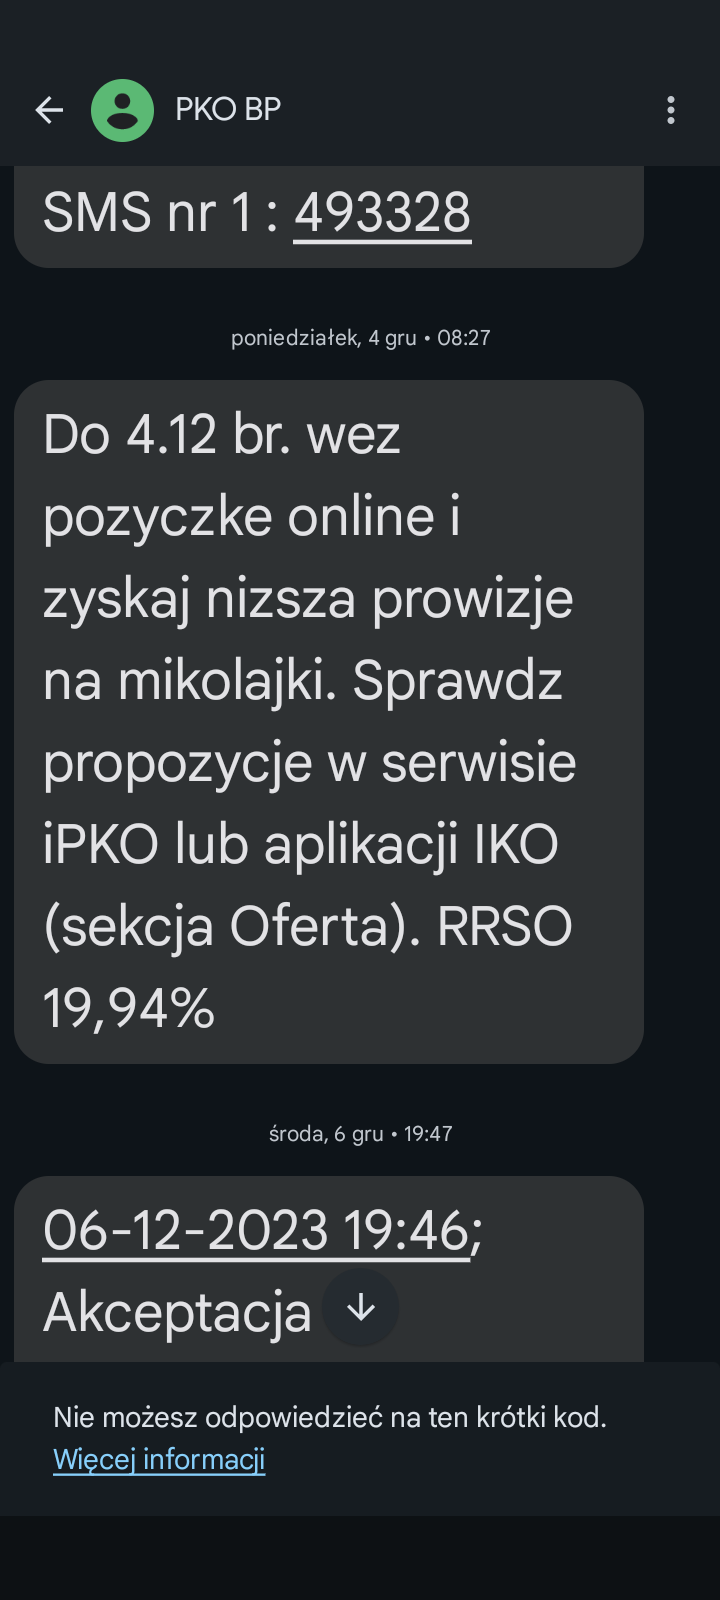 PKO BP
SMS nr 1 : 493328
poniedziałek, 4 gru • 08:27
Do 4.12 br. wez
pozyczke online i
zyskaj nizsza prowizje
na mikolajki. Sprawdz
propozycje w serwisie
iPKO lub aplikacji IKO
(sekcja Oferta). RRSO
19,94%
środa, 6 gru • 19:47
06-12-2023 19:46;
Akceptacja
Nie możesz odpowiedzieć na ten krótki kod.
Więcej informacji